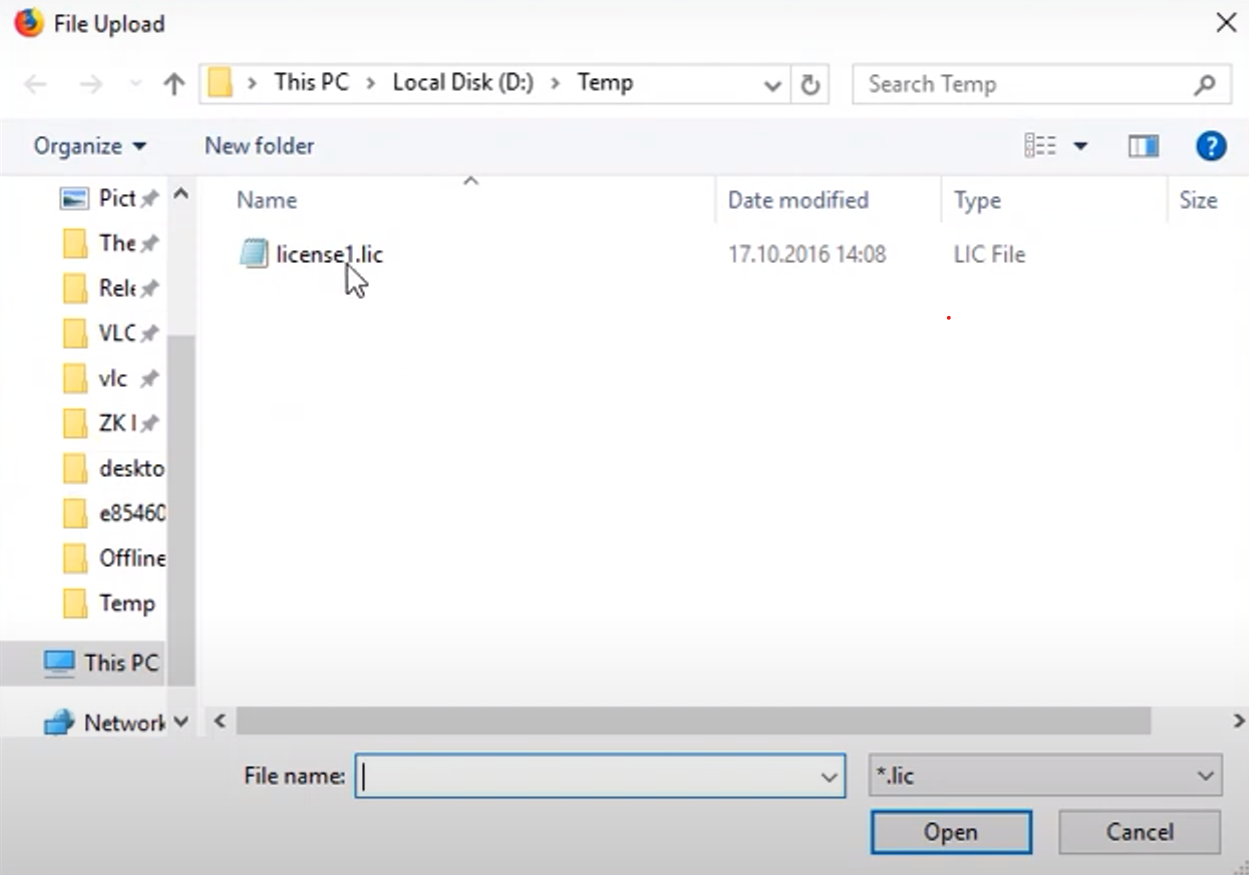 File Upload
This PC > Local Disk (D:) > Temp
Search Temp
Organize
New folder
?
Name
Date modified
Type
Size
license1.lic
17.10.2016 14:08
LIC File
Pict
The
Rele
VLC
vlc
ZK I
deskto
e85460
Offline
Temp
This PC
Network
File name:
*.lic
Open
Cancel